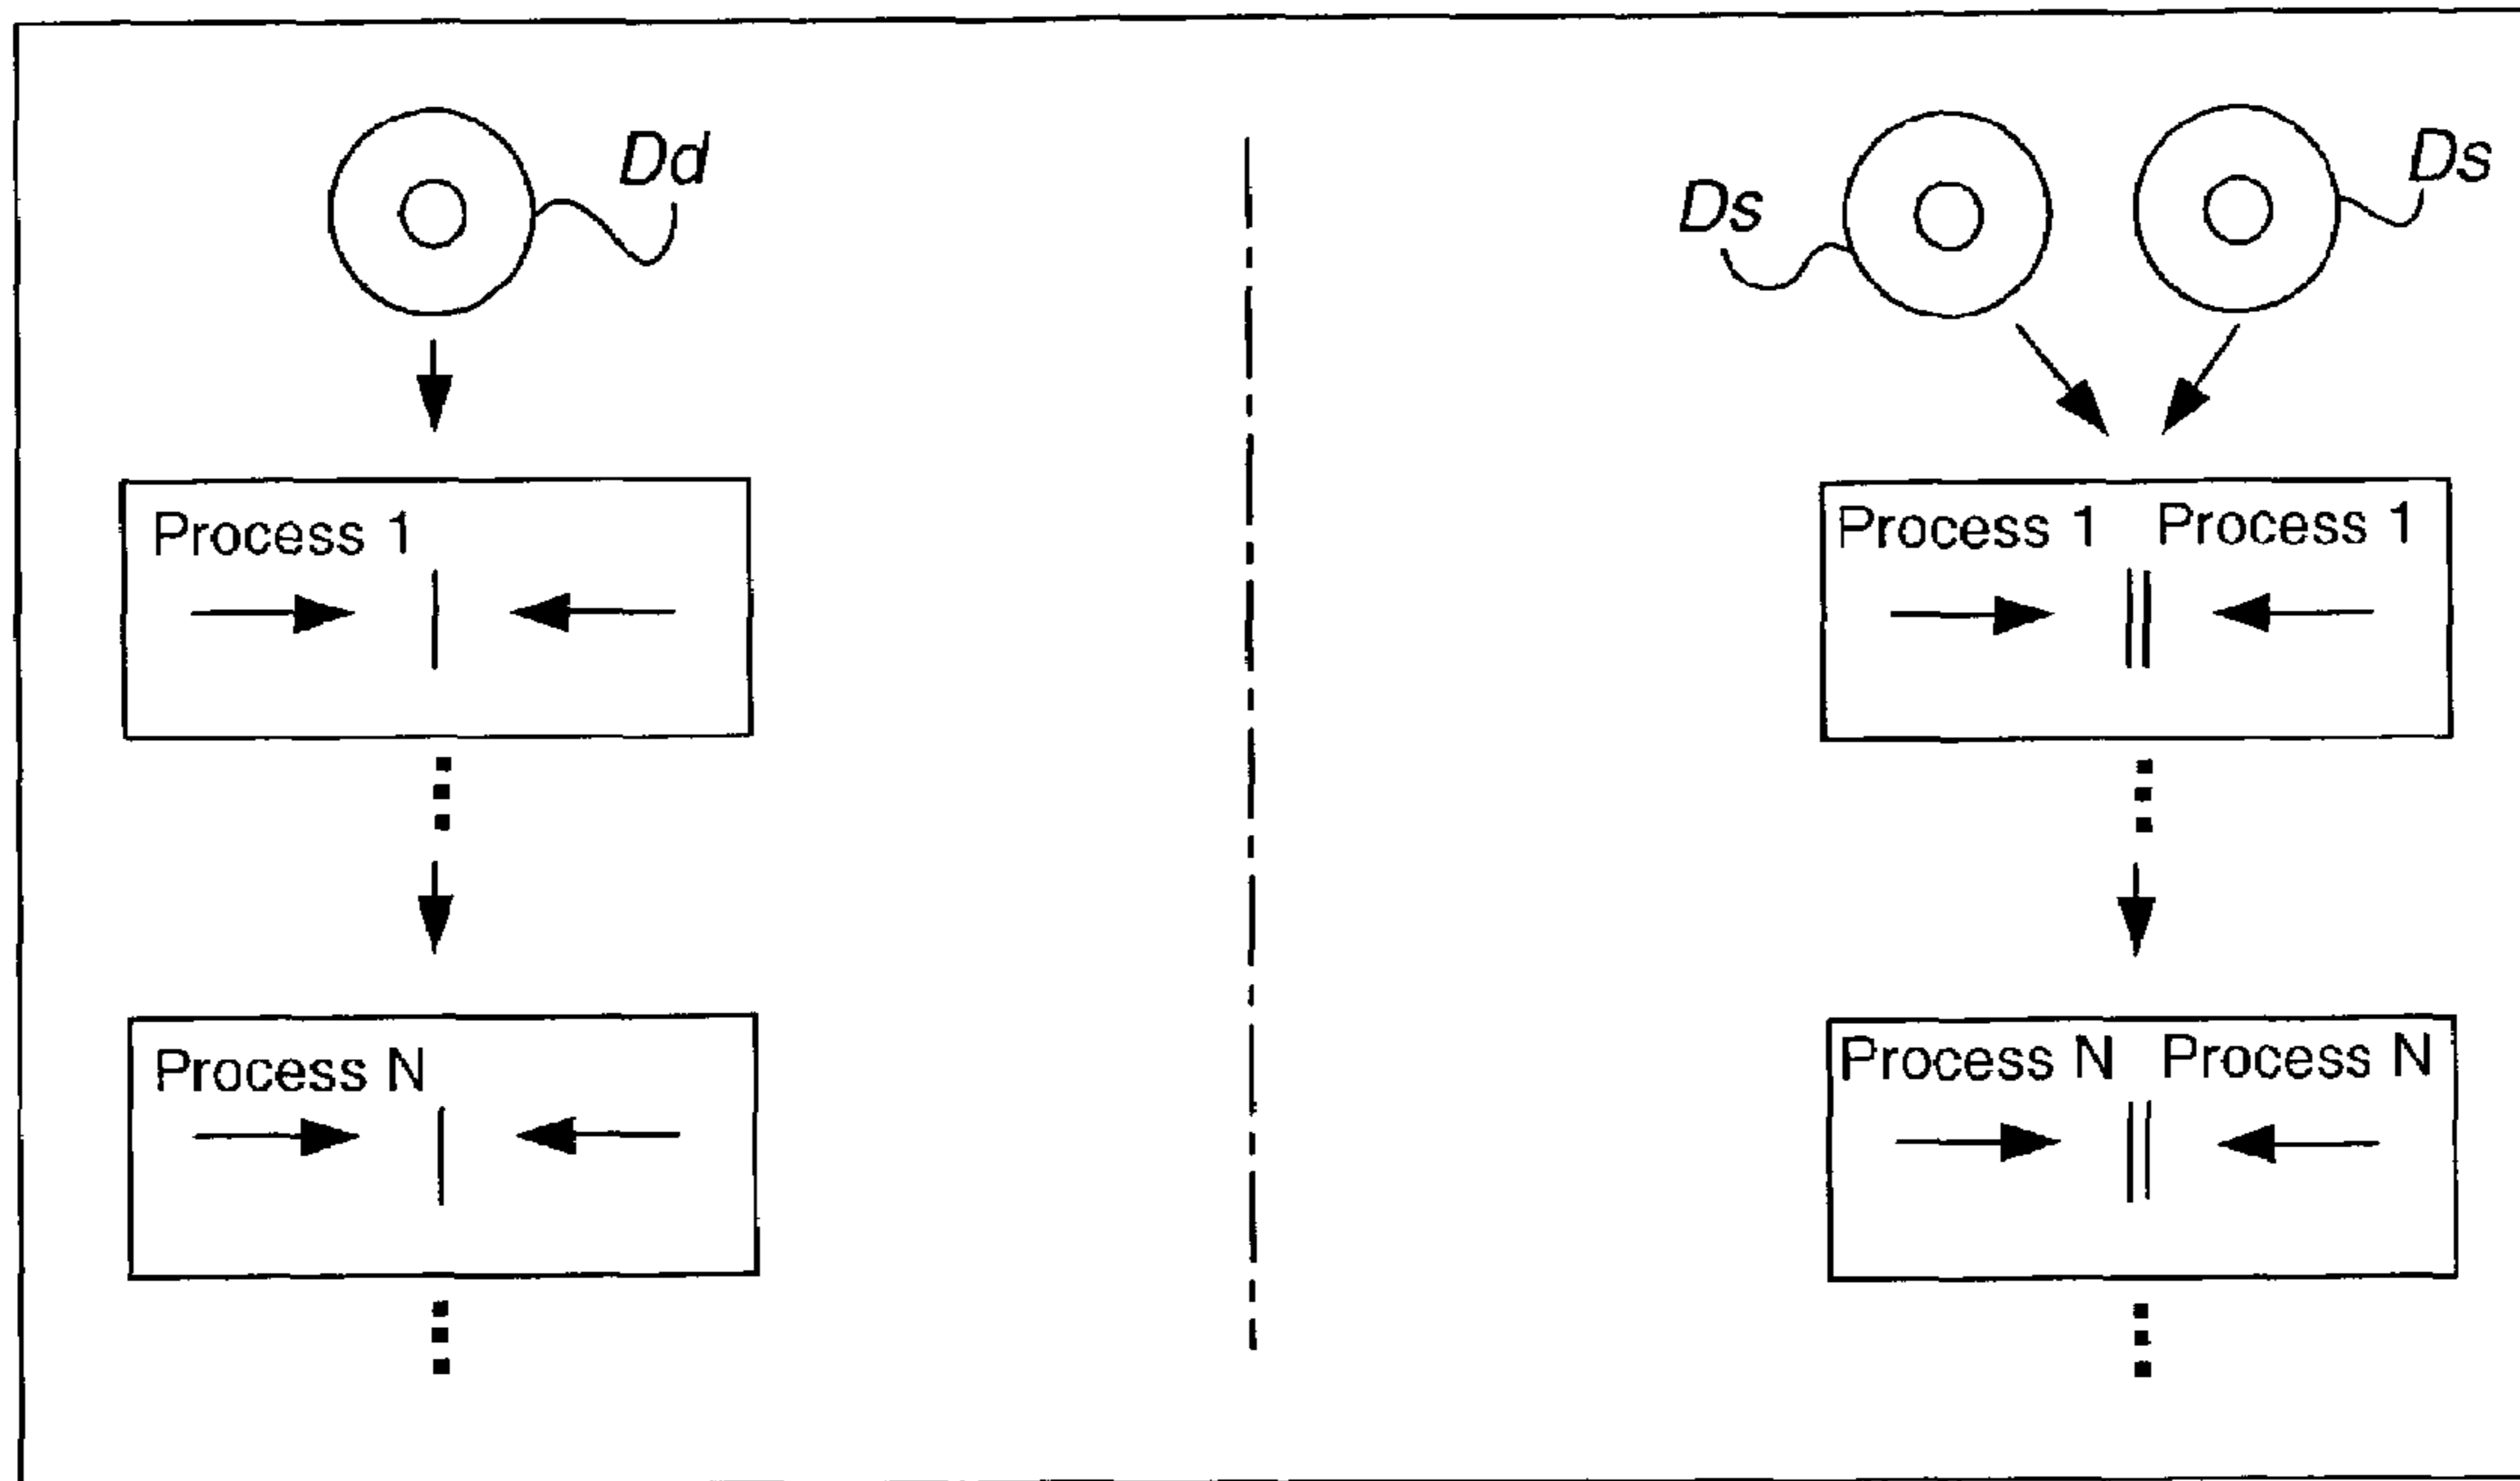 Dd
Process 1
Process N
Ds
Ds
Process 1 Process 1
Process N Process N